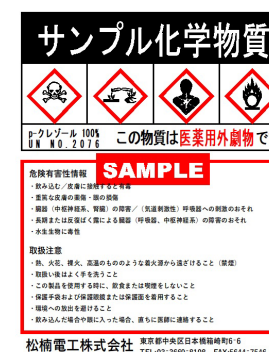 サンプル化学物質
p-クレゾール 100%
UN NO.2076
この物質は医薬用外劇物で
SAMPLE
危険有害性情報
・飲み込む/皮膚に接触すると有毒
・重篤な皮膚の薬傷・眼の損傷
・臓器(中枢神経系、腎臓)の障害/(気道刺激性)呼吸器への刺激のおそれ
・長期または反復ばく露による臓器(呼吸器、中枢神経系)の障害のおそれ
・水生生物に毒性
取扱注意
・熱、火花、裸火、高温のもののような着火源から遠ざけること(禁煙)
・取扱い後はよく手を洗うこと
・この製品を使用する時に、飲食または喫煙をしないこと
・保護手袋および保護眼鏡または保護面を着用すること
・環境への放出を避けること
・飲み込んだ場合や眼に入った場合、直ちに医師に連絡すること
松楠電工株式会社
東京都中央区日本橋箱崎町6-6